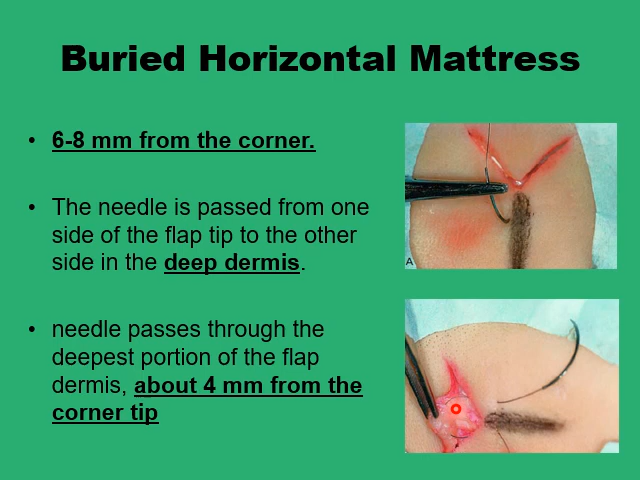 Buried Horizontal Mattress
• 6-8 mm from the corner.
• The needle is passed from one
side of the flap tip to the other
side in the deep dermis.
• needle passes through the
deepest portion of the flap
dermis, about 4 mm from the
corner tip
A